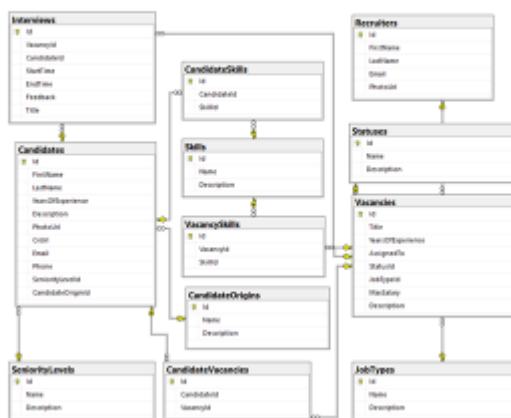 Interviews
Id
VacancyId
CandidateId
StartTime
EndTime
Feedback
Title
Candidates
Id
FirstName
LastName
YearsOfExperience
Description
PhotoUrl
Email
Phone
SeniorityLevelId
CandidateOriginId
SeniorityLevels
Id
Name
Description
CandidateSkills
Id
CandidateId
SkillId
Skills
Id
Name
Description
VacancySkills
Id
VacancyId
SkillId
CandidateOrigins
Id
Name
Description
CandidateVacancies
Id
CandidateId
VacancyId
Recruiters
Id
FirstName
LastName
Email
PhotoUrl
Statuses
Id
Name
Description
Vacancies
Id
Title
YearsOfExperience
AssignedTo
StatusId
JobTypeId
MaxSalary
Description
JobTypes
Id
Name
Description